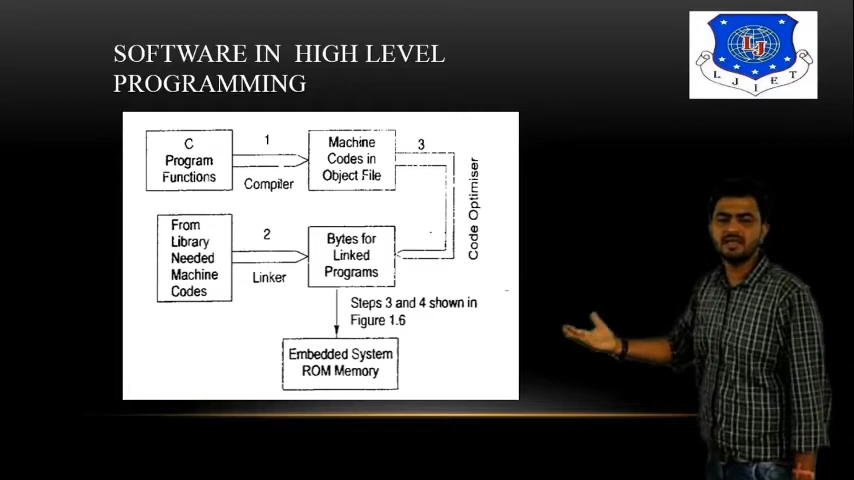 SOFTWARE IN HIGH LEVEL
PROGRAMMING
LJ
L J I E T
C
Program
Functions
1
Compiler
Machine
Codes in
Object File
3
Code Optimiser
From
Library
Needed
Machine
Codes
2
Linker
Bytes for
Linked
Programs
Steps 3 and 4 shown in
Figure 1.6
Embedded System
ROM Memory